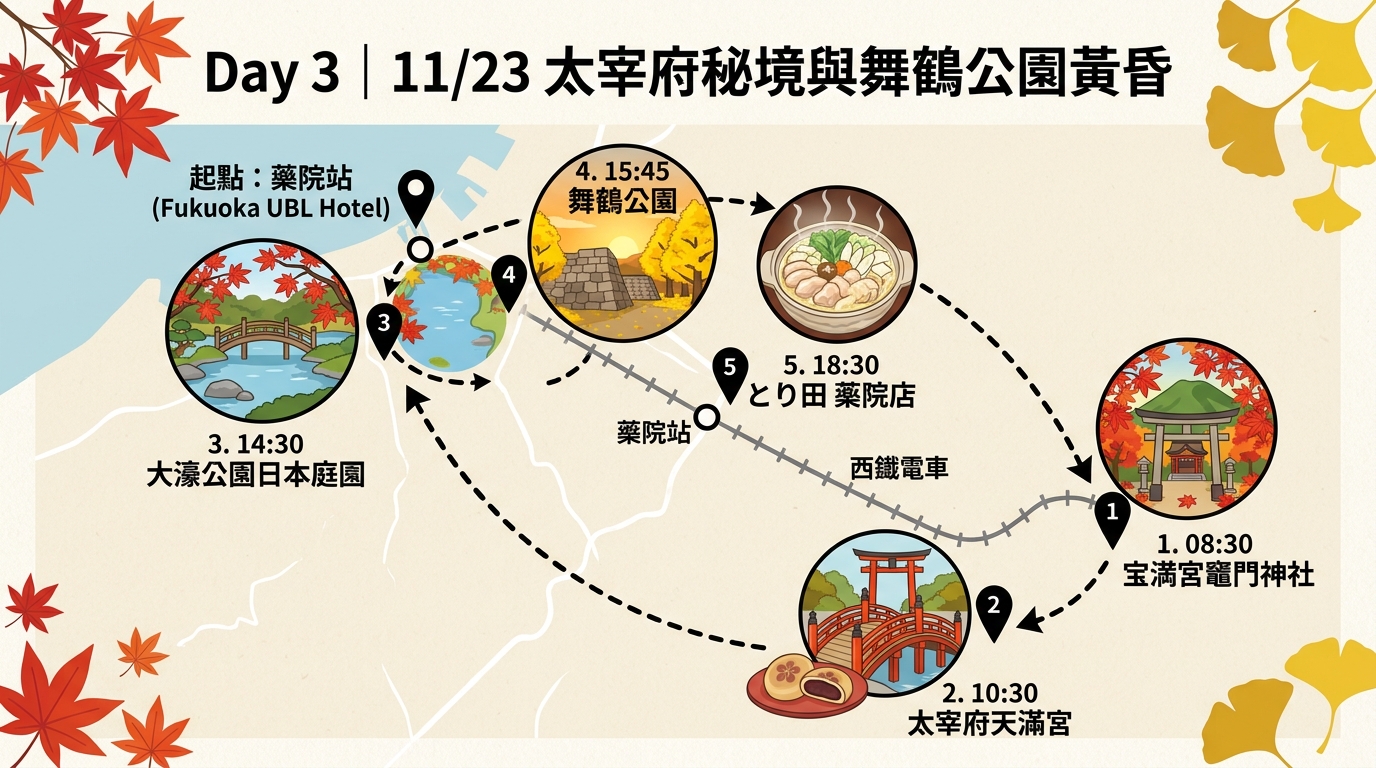 Day 3｜11/23 太宰府秘境與舞鶴公園黃昏
起點：藥院站
(Fukuoka UBL Hotel)
4. 15:45
舞鶴公園
4
3
5
5. 18:30
とり田 薬院店
藥院站
3. 14:30
大濠公園日本庭園
西鐵電車
1
1. 08:30
宝満宮竈門神社
2
2. 10:30
太宰府天滿宮